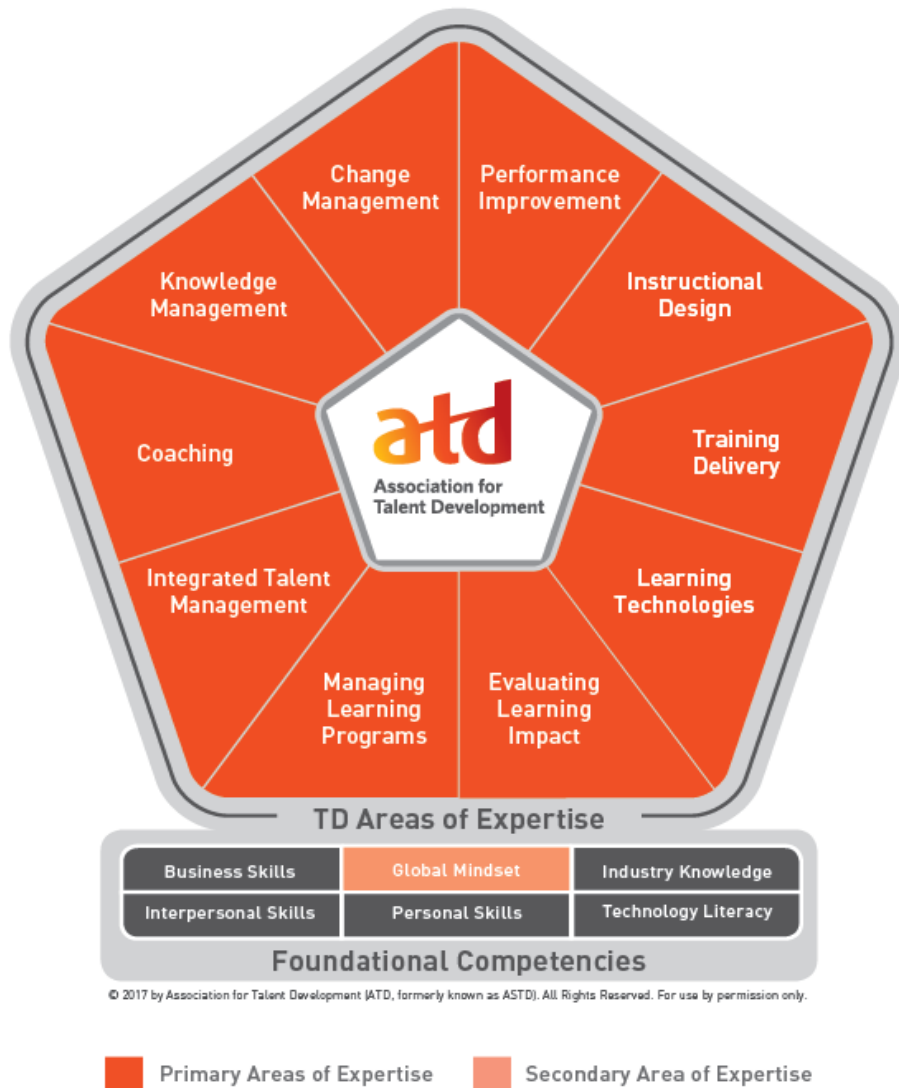 Change
Management
Performance
Improvement
Knowledge
Management
Instructional
Design
atd
Association for
Talent Development
Coaching
Training
Delivery
Integrated Talent
Management
Learning
Technologies
Managing
Learning
Programs
Evaluating
Learning
Impact
TD Areas of Expertise
Business Skills
Global Mindset
Industry Knowledge
Interpersonal Skills
Personal Skills
Technology Literacy
Foundational Competencies
© 2017 by Association for Talent Development (ATD, formerly known as ASTD). All Rights Reserved. For use by permission only.
Primary Areas of Expertise
Secondary Area of Expertise